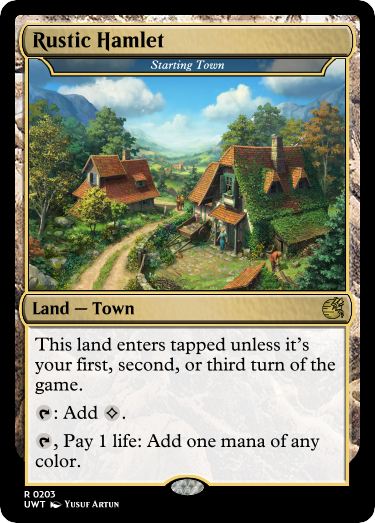 Rustic Hamlet
Starting Town
Land — Town
This land enters tapped unless it's
your first, second, or third turn of the
game.
: Add .
, Pay 1 life: Add one mana of any
color.
R 0203
UWT Yusuf Artun